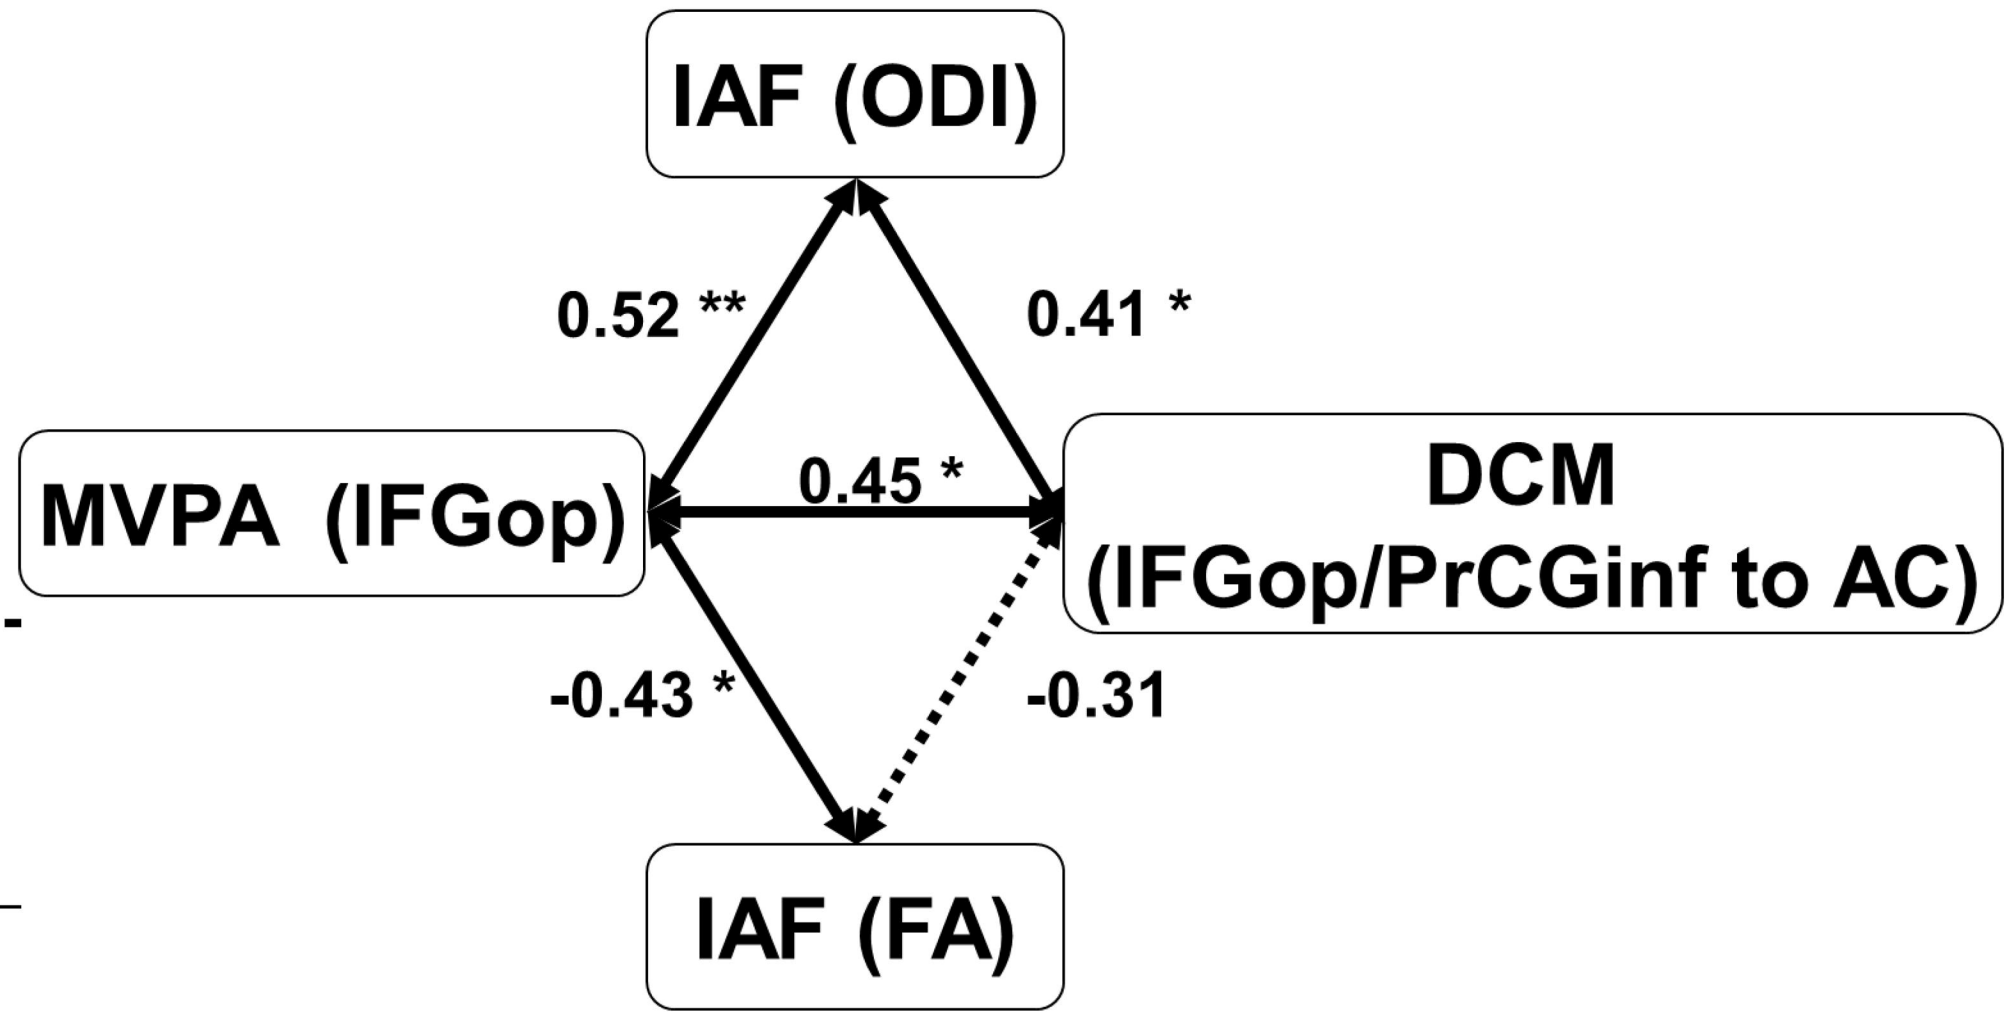 IAF (ODI)
0.52 **
0.41 *
0.45 *
MVPA (IFGop)
DCM
(IFGop/PrCGinf to AC)
-0.43 *
-0.31
IAF (FA)